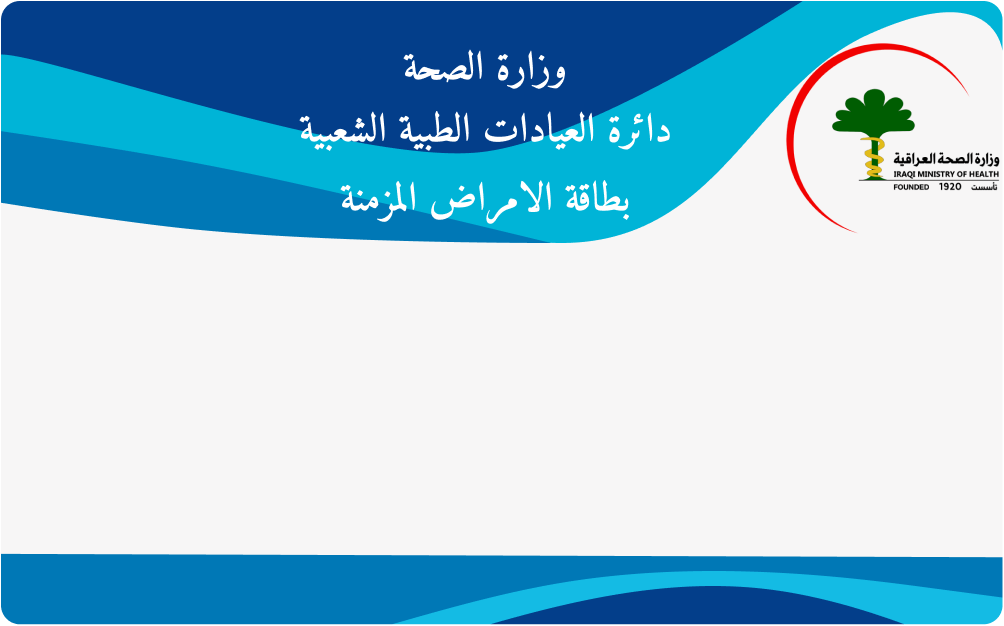 وزارة الصحة
دائرة العيادات الطبية الشعبية
بطاقة الامراض المزمنة
وزارة الصحة العراقية
IRAQI MINISTRY OF HEALTH
FOUNDED 1920 تأسست